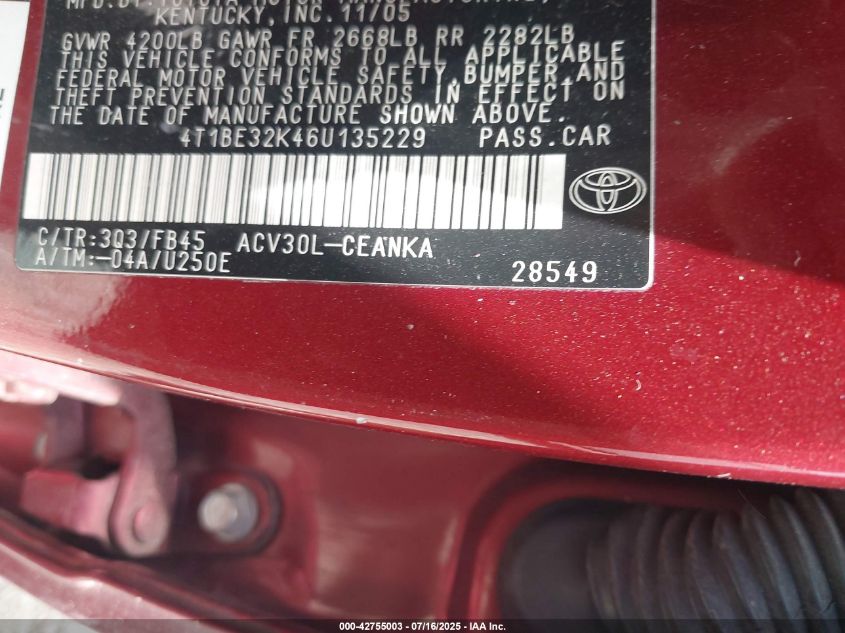 KENTUCKY, INC. 11/05
GVWR 4200LB GAWR FR 2668LB RR 2282LB
THIS VEHICLE CONFORMS TO ALL APPLICABLE
FEDERAL MOTOR VEHICLE SAFETY, BUMPER, AND
THEFT PREVENTION STANDARDS IN EFFECT ON
THE DATE OF MANUFACTURE SHOWN ABOVE.
4T1BE32K46U135229 PASS.CAR
C/TR:3Q3/FB45 ACV30L-CEANKA
A/TM:-04A/U250E 28549
000-42755003 - 07/16/2025 - IAA Inc.